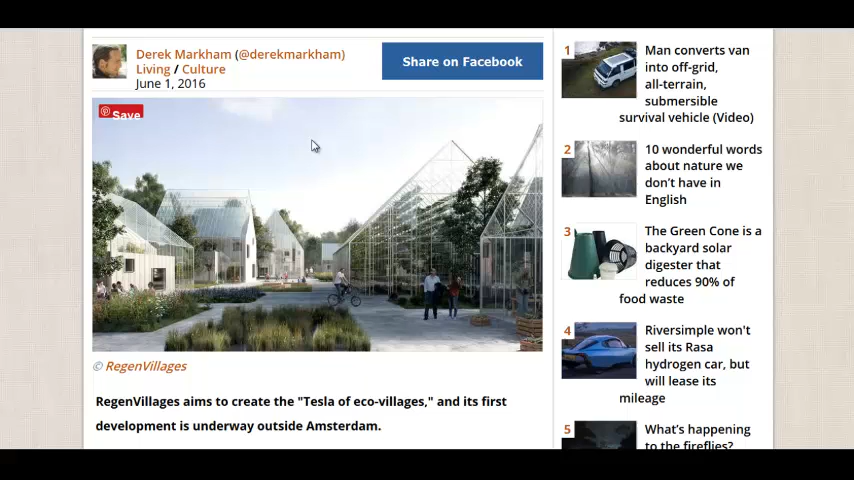 Derek Markham (@derekmarkham)
Living / Culture
June 1, 2016
Share on Facebook
Save
© RegenVillages
RegenVillages aims to create the "Tesla of eco-villages," and its first
development is underway outside Amsterdam.
1
Man converts van
into off-grid,
all-terrain,
submersible
survival vehicle (Video)
2
10 wonderful words
about nature we
don't have in
English
3
The Green Cone is a
backyard solar
digester that
reduces 90% of
food waste
4
Riversimple won't
sell its Rasa
hydrogen car, but
will lease its
mileage
5
What's happening
to the fireflies?